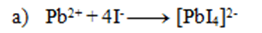 a) Pb²⁺ + 4I⁻ ⟶ [PbI₄]²⁻